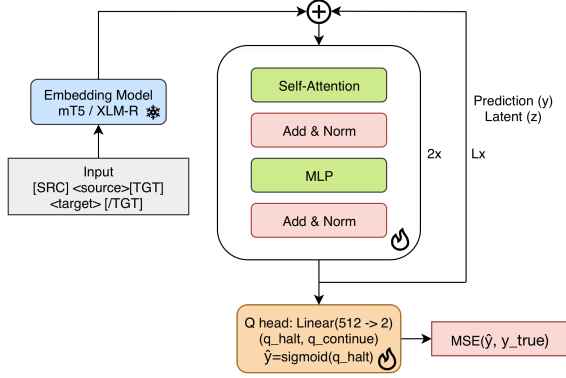 Embedding Model
mT5 / XLM-R
Input
[SRC] <source>[TGT]
<target> [/TGT]
Self-Attention
Add & Norm
MLP
Add & Norm
2x
Prediction (y)
Latent (z)
Lx
Q head: Linear(512 -> 2)
(q_halt, q_continue)
ŷ=sigmoid(q_halt)
MSE(ŷ, y_true)